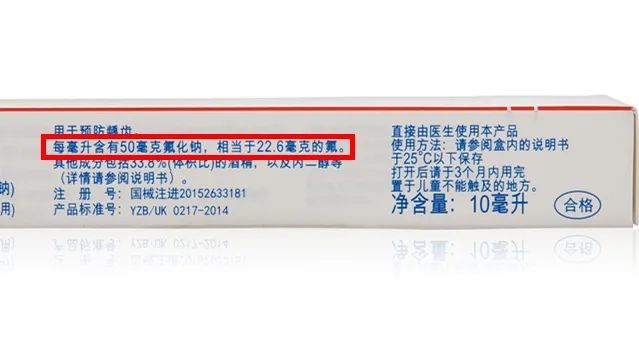 用于预防龋齿。
每毫升含有50毫克氟化钠，相当于22.6毫克的氟。
其他成分包括33.8%(体积比)的酒精，以及丙二醇等
（详情请参阅说明书）。
注 册 号：国械注进20152633181
产品标准号：YZB/UK 0217-2014
钠)
用)
直接由医生使用本产品
使用方法：请参阅盒内的说明书
于25°C以下保存
打开后请于3个月内用完
置于儿童不能触及的地方。
净含量：10毫升
合格